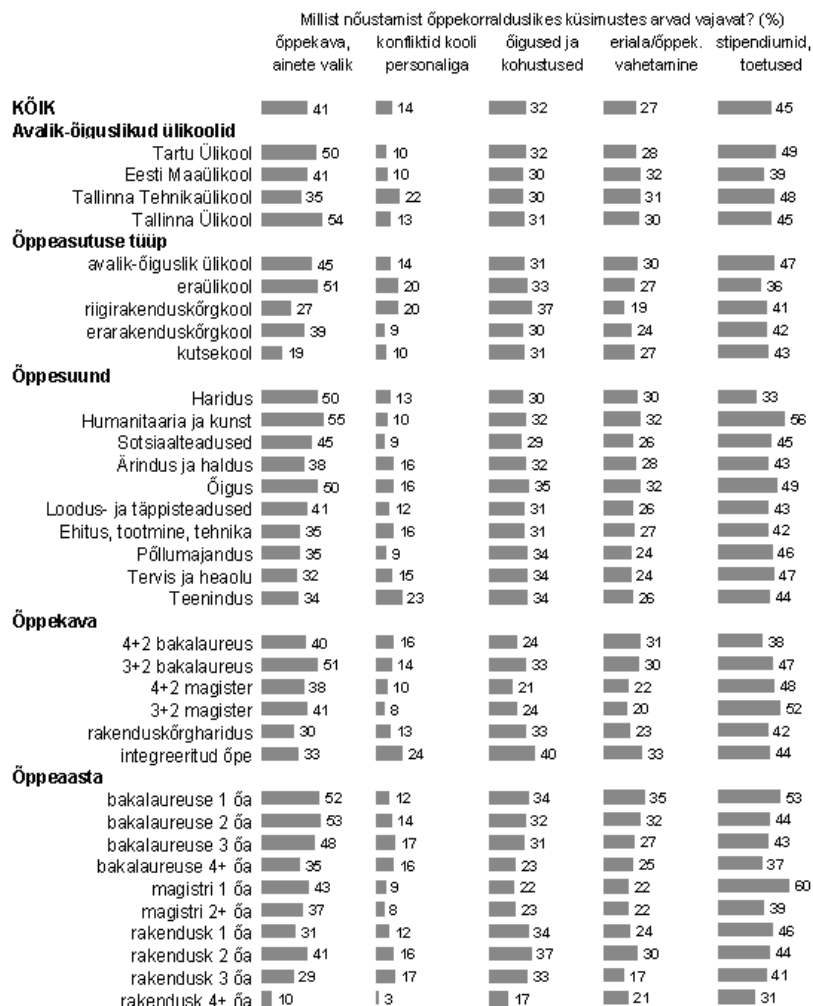 Millist nõustamist õppekorralduslikes küsimustes arvad vajavat? (%)
õppekava, konfliktid kooli õigused ja eriala/õppek. stipendiumid,
ainete valik personaliga kohustused vahetamine toetused
KÕIK 41 14 32 27 45
Avalik-õiguslikud ülikoolid
Tartu Ülikool 50 10 32 28 49
Eesti Maaülikool 41 10 30 32 39
Tallinna Tehnikaülikool 35 22 30 31 48
Tallinna Ülikool 54 13 31 30 45
Õppeasutuse tüüp
avalik-õiguslik ülikool 45 14 31 30 47
eraülikool 51 20 33 27 36
riigirakenduskõrgkool 27 20 37 19 41
erarakenduskõrgkool 39 9 30 24 42
kutsekool 19 10 31 27 43
Õppesuund
Haridus 50 13 30 30 33
Humanitaaria ja kunst 55 10 32 32 56
Sotsiaalteadused 45 9 29 26 45
Ärindus ja haldus 38 16 32 28 43
Õigus 50 16 35 32 49
Loodus- ja täppisteadused 41 12 31 26 43
Ehitus, tootmine, tehnika 35 16 31 27 42
Põllumajandus 35 9 34 24 46
Tervis ja heaolu 32 15 34 24 47
Teenindus 34 23 34 26 44
Õppekava
4+2 bakalaureus 40 16 24 31 38
3+2 bakalaureus 51 14 33 30 47
4+2 magister 38 10 21 22 48
3+2 magister 41 8 24 20 52
rakenduskõrgharidus 30 13 33 23 42
integreeritud õpe 33 24 40 33 44
Õppeaasta
bakalaureuse 1 õa 52 12 34 35 53
bakalaureuse 2 õa 53 14 32 32 44
bakalaureuse 3 õa 48 17 31 27 43
bakalaureuse 4+ õa 35 16 23 25 37
magistri 1 õa 43 9 22 22 60
magistri 2+ õa 37 8 23 22 39
rakendusk 1 õa 31 12 34 24 46
rakendusk 2 õa 41 16 37 30 44
rakendusk 3 õa 29 17 33 17 41
rakendusk 4+ õa 10 3 17 21 31